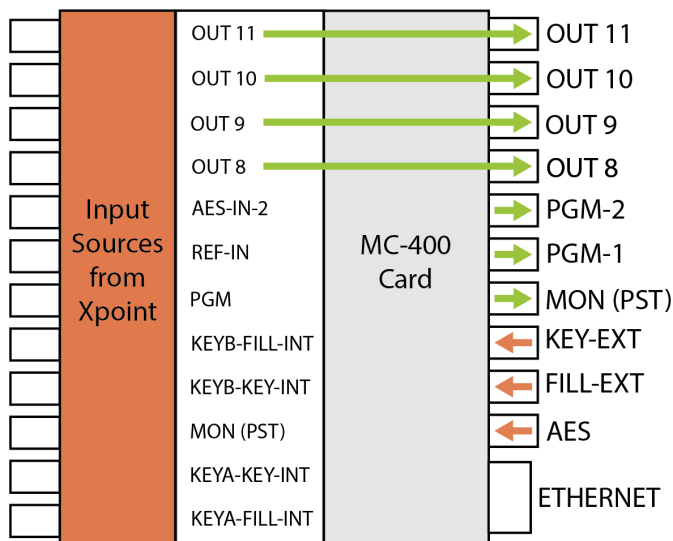 OUT 11
OUT 10
OUT 9
OUT 8
AES-IN-2
REF-IN
PGM
KEYB-FILL-INT
KEYB-KEY-INT
MON (PST)
KEYA-KEY-INT
KEYA-FILL-INT
Input
Sources
from
Xpoint
MC-400
Card
OUT 11
OUT 10
OUT 9
OUT 8
PGM-2
PGM-1
MON (PST)
KEY-EXT
FILL-EXT
AES
ETHERNET